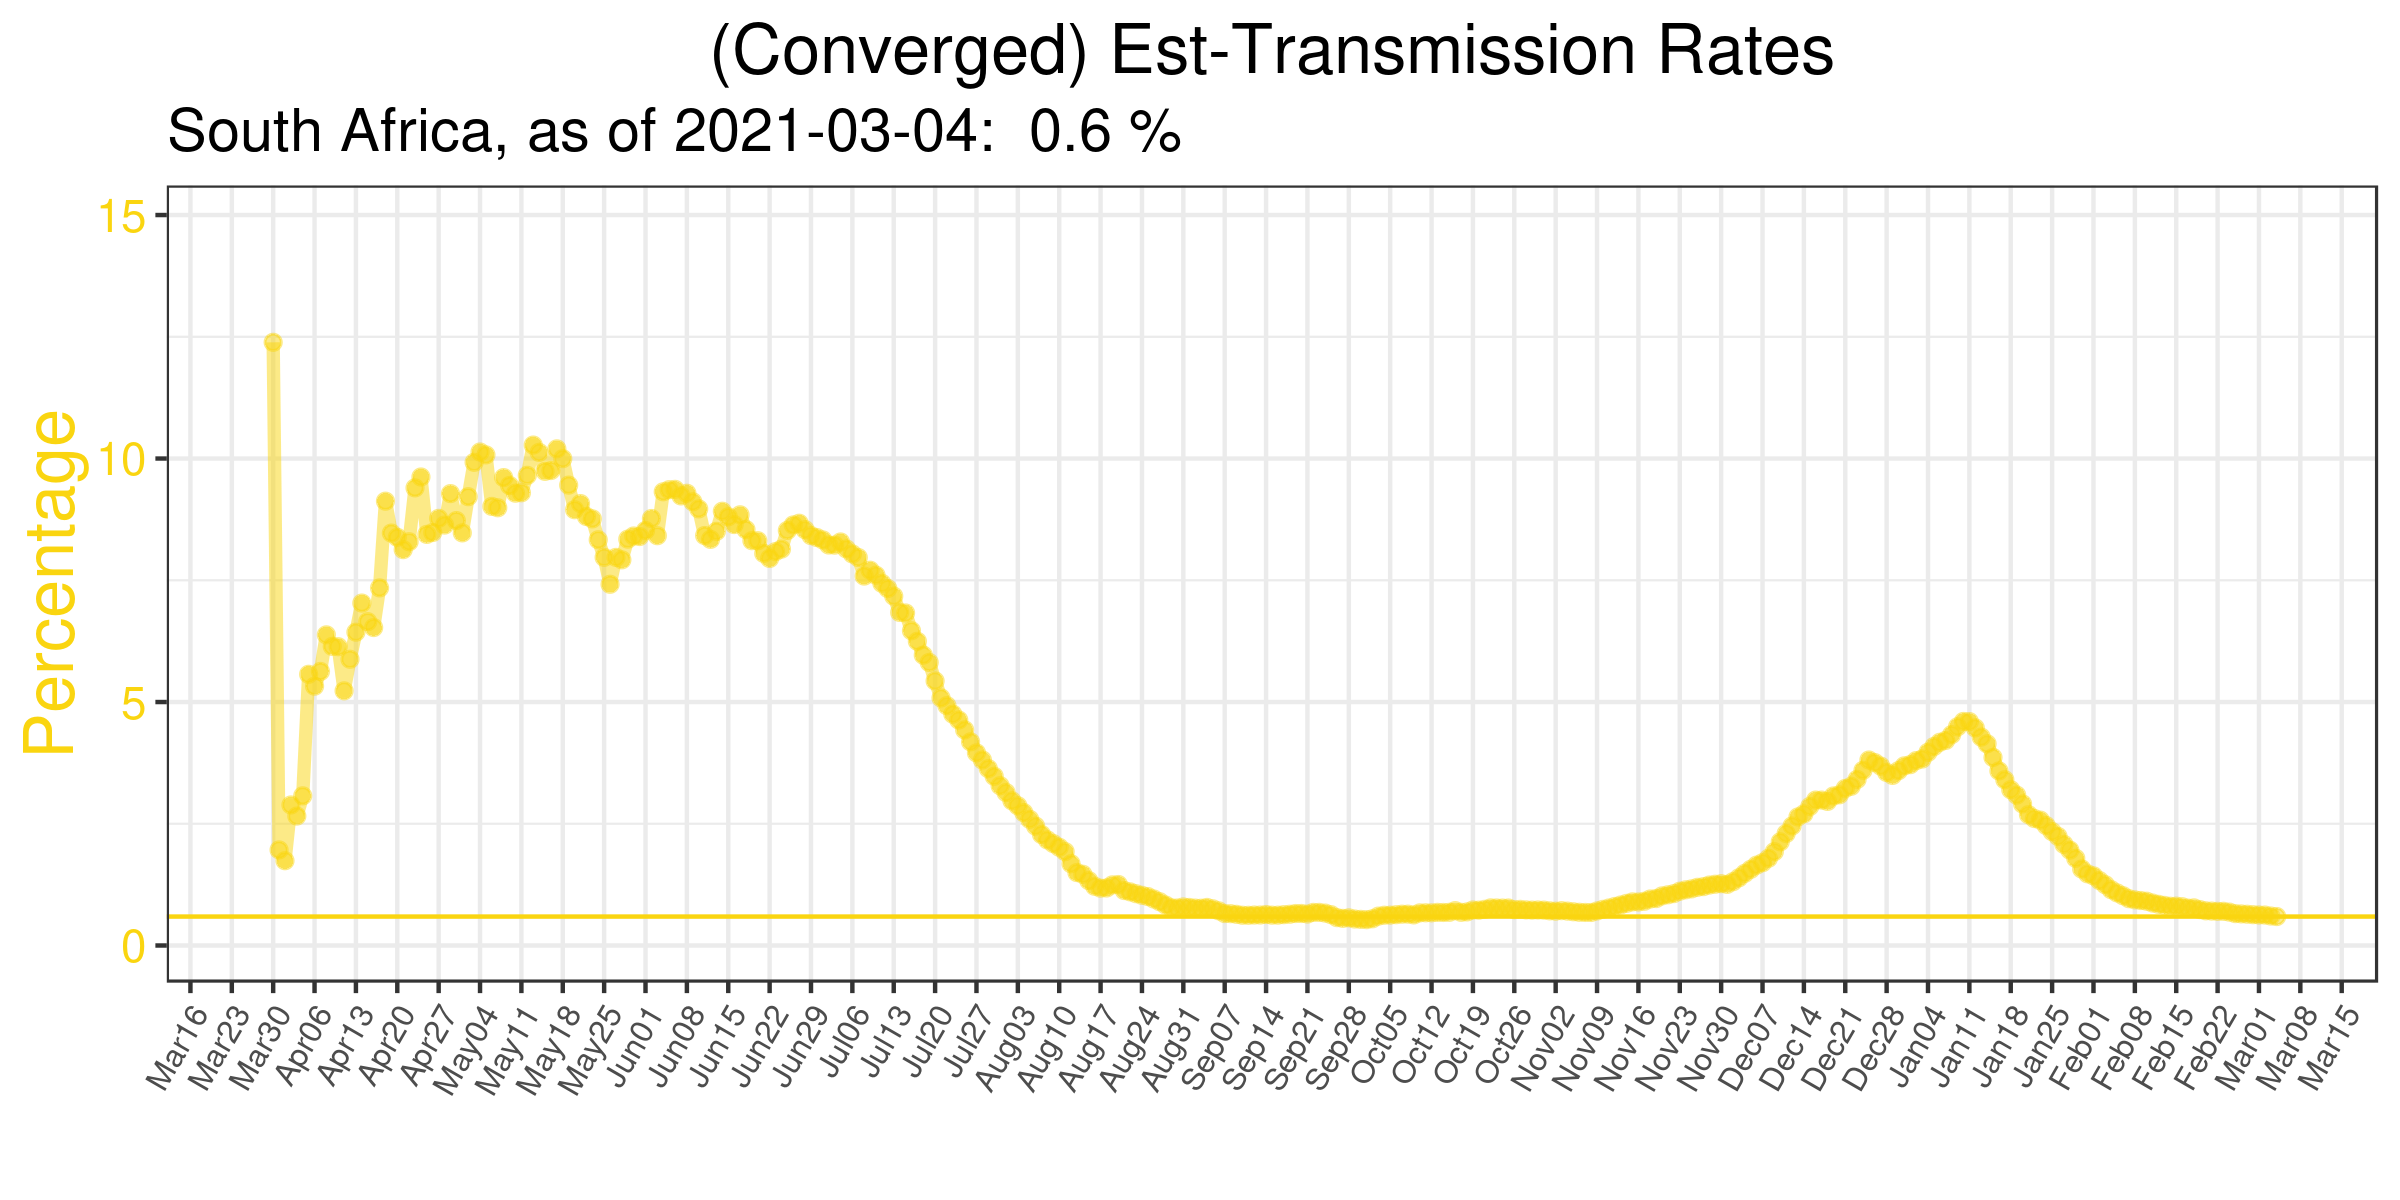 (Converged) Est-Transmission Rates
South Africa, as of 2021-03-04:  0.6 %
Percentage
15
10
5
0
Mar16
Mar23
Mar30
Apr06
Apr13
Apr20
Apr27
May04
May11
May18
May25
Jun01
Jun08
Jun15
Jun22
Jun29
Jul06
Jul13
Jul20
Jul27
Aug03
Aug10
Aug17
Aug24
Aug31
Sep07
Sep14
Sep21
Sep28
Oct05
Oct12
Oct19
Oct26
Nov02
Nov09
Nov16
Nov23
Nov30
Dec07
Dec14
Dec21
Dec28
Jan04
Jan11
Jan18
Jan25
Feb01
Feb08
Feb15
Feb22
Mar01
Mar08
Mar15